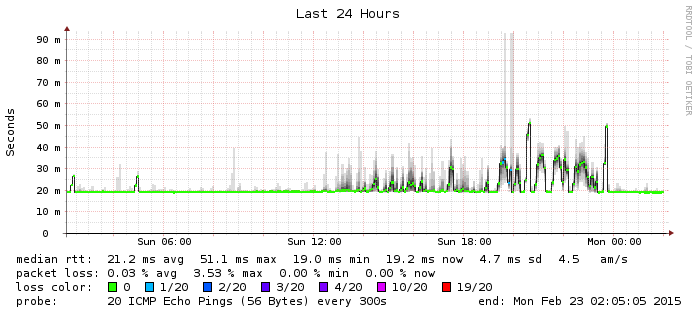 Last 24 Hours
RRDTOOL / TOBI OETIKER
Seconds
90 m
80 m
70 m
60 m
50 m
40 m
30 m
20 m
10 m
0
Sun 06:00 Sun 12:00 Sun 18:00 Mon 00:00
median rtt: 21.2 ms avg 51.1 ms max 19.0 ms min 19.2 ms now 4.7 ms sd 4.5 am/s
packet loss: 0.03 % avg 3.53 % max 0.00 % min 0.00 % now
loss color: 0 1/20 2/20 3/20 4/20 10/20 19/20
probe: 20 ICMP Echo Pings (56 Bytes) every 300s end: Mon Feb 23 02:05:05 2015